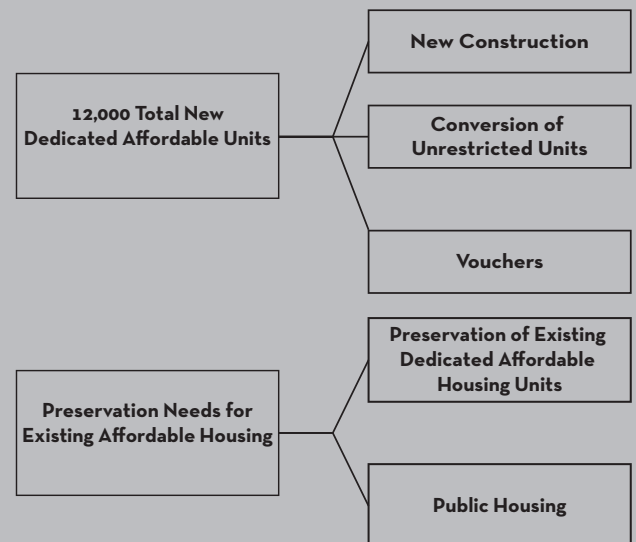 12,000 Total New
Dedicated Affordable Units
New Construction
Conversion of
Unrestricted Units
Vouchers
Preservation Needs for
Existing Affordable Housing
Preservation of Existing
Dedicated Affordable
Housing Units
Public Housing